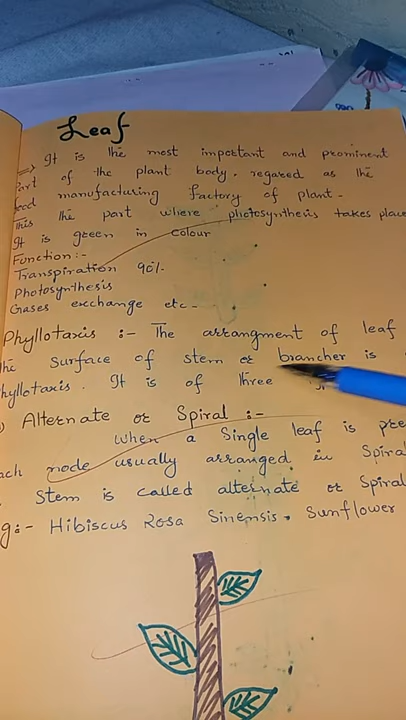 Leaf
=> It is the most important and prominent
Part of the plant body. regared as the
food manufacturing factory of plant-
This the part where photosynthesis takes place
It is green in colour
Function:-
Transpiration 90%.
Photosynthesis
Gases exchange etc-
Phyllotaxis :- The arrangment of leaf
the Surface of stem or brancher is
Phyllotaxis. It is of three
Alternate or Spiral :-
When a Single leaf is pre
each node usually arranged in Spiral
Stem is called alternate or Spiral
g:- Hibiscus Rosa Sinensis. Sunflower